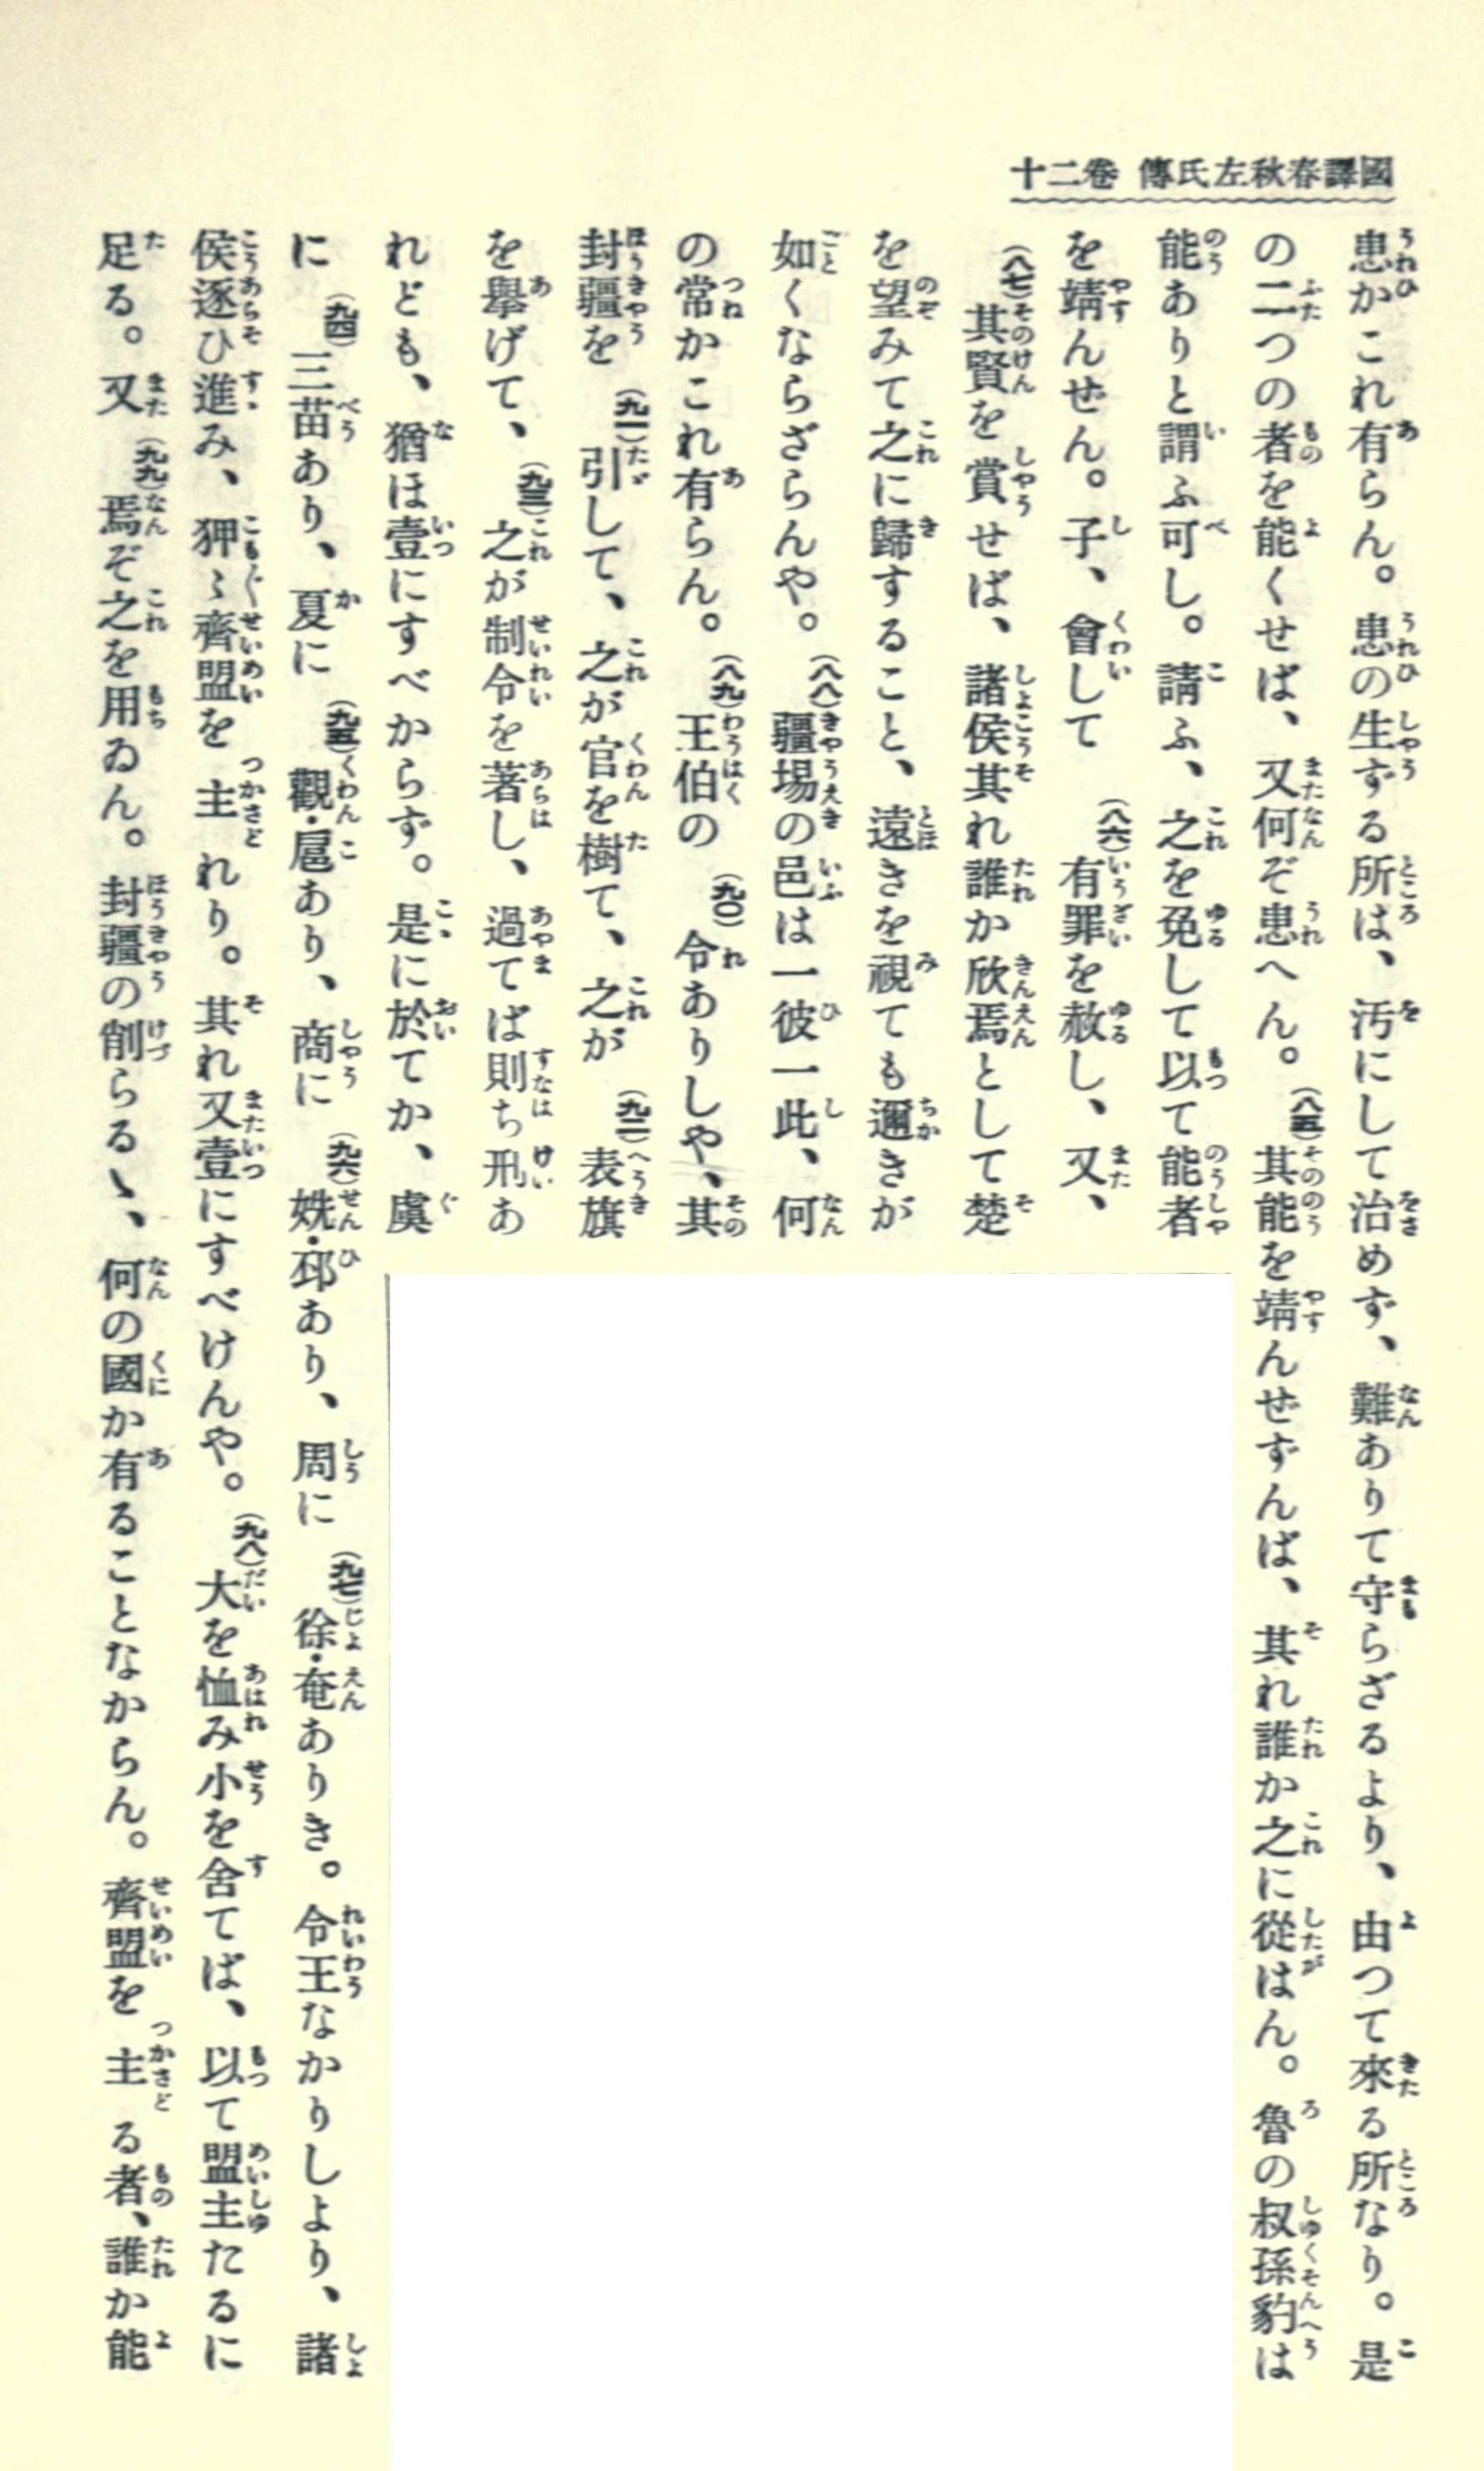 國譯春秋左氏傳 卷二十
患かこれ有らん。患の生ずる所は、汚にして治めず、難ありて守らざるより、由つて來る所なり。是
の二つの者を能くせば、又何ぞ患へん。(八五)其能を靖んぜずんば、其れ誰か之に從はん。魯の叔孫豹は
能ありと謂ふ可し。請ふ、之を免して以て能者
を靖んぜん。子、會して(八六)有罪を赦し、又、
(八七)其賢を賞せば、諸侯其れ誰か欣焉として楚
を望みて之に歸すること、遠きを視ても邇きが
如くならざらんや。(八八)疆埸の邑は一彼一此、何
の常かこれ有らん。(八九)王伯の(九〇)令ありしや、其
封疆を(九一)引して、之が官を樹て、之が(九二)表旗
を擧げて、(九三)之が制令を著し、過てば則ち刑あ
れども、猶ほ壹にすべからず。是に於てか、虞
に(九四)三苗あり、夏に(九五)觀・扈あり、商に(九六)姺・邳あり、周に(九七)徐・奄ありき。令王なかりしより、諸
侯逐ひ進み、狎〻齊盟を主れり。其れ又壹にすべけんや。(九八)大を恤み小を舍てば、以て盟主たるに
足る。又(九九)焉ぞ之を用ゐん。封疆の削らるゝ、何の國か有ることなからん。齊盟を主る者、誰か能